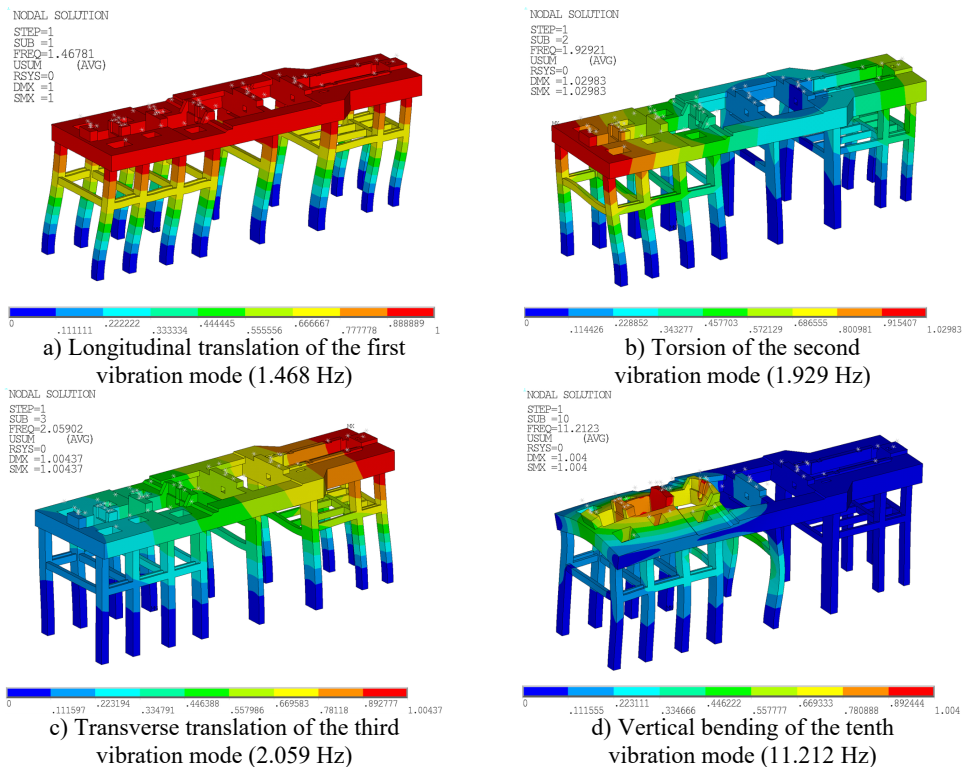 NODAL SOLUTION
STEP=1
SUB =1
FREQ=1.46781
USUM (AVG)
RSYS=0
DMX =1
SMX =1
0 .111111 .222222 .333334 .444445 .5555556 .666667 .777778 .888889 1
a) Longitudinal translation of the first
vibration mode (1.468 Hz)
NODAL SOLUTION
STEP=1
SUB =2
FREQ=1.92921
USUM (AVG)
RSYS=0
DMX =1.02983
SMX =1.02983
MX
0 .114426 .228852 .343277 .457703 .572129 .686555 .800981 .915407 1.02983
b) Torsion of the second
vibration mode (1.929 Hz)
NODAL SOLUTION
STEP=1
SUB =3
FREQ=2.05902
USUM (AVG)
RSYS=0
DMX =1.00437
SMX =1.00437
MX
0 .111597 .223194 .334791 .446388 .557986 .669583 .78118 .892777 1.00437
c) Transverse translation of the third
vibration mode (2.059 Hz)
NODAL SOLUTION
STEP=1
SUB =10
FREQ=11.2123
USUM (AVG)
RSYS=0
DMX =1.004
SMX =1.004
0 .111555 .223111 .334666 .446222 .557777 .669333 .780888 .892444 1.004
d) Vertical bending of the tenth
vibration mode (11.212 Hz)